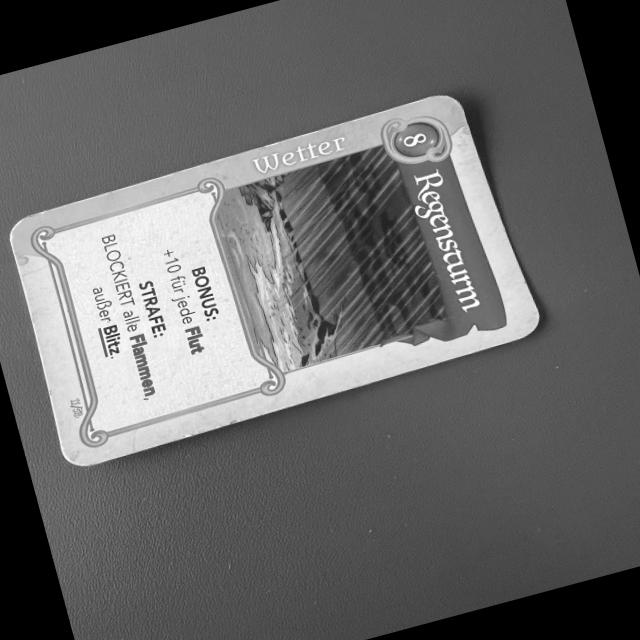 8
Regensturm
Wetter
BONUS:
+10 für jede Flut
STRAFE:
BLOCKIERT alle Flammen,
außer Blitz.